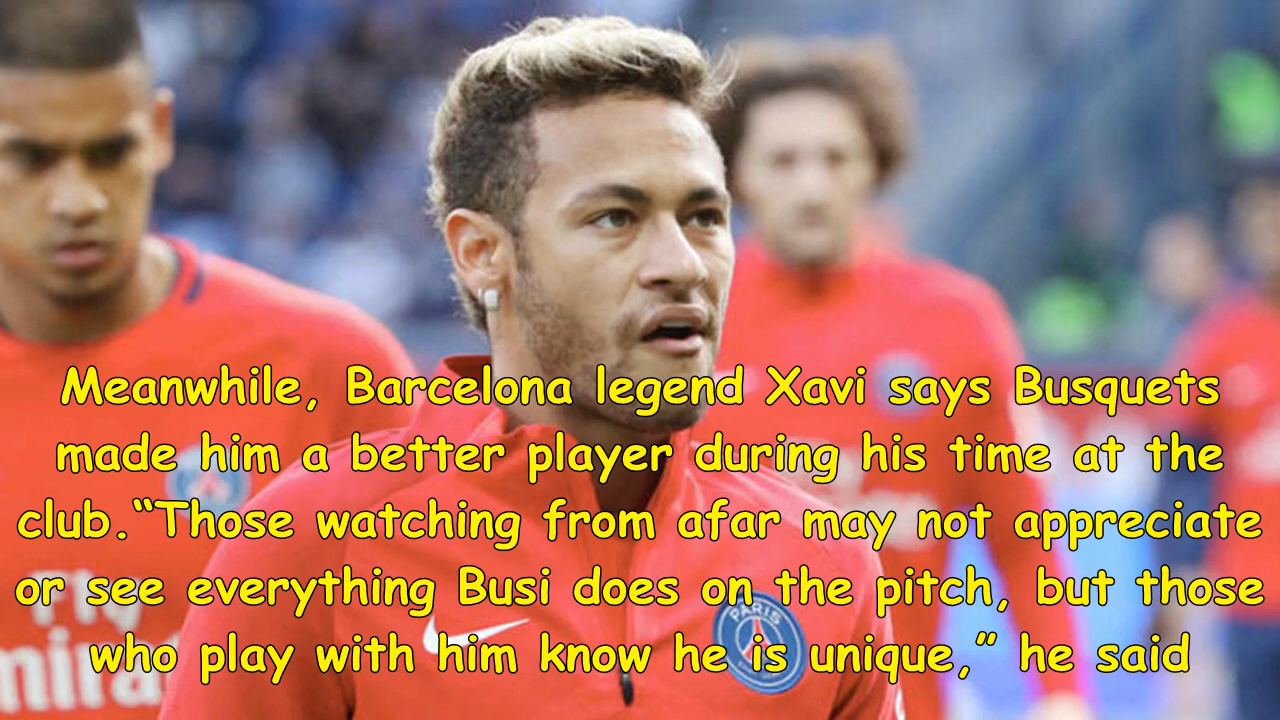 Meanwhile, Barcelona legend Xavi says Busquets
made him a better player during his time at the
club.“Those watching from afar may not appreciate
or see everything Busi does on the pitch, but those
who play with him know he is unique,” he said
PARIS
Fly